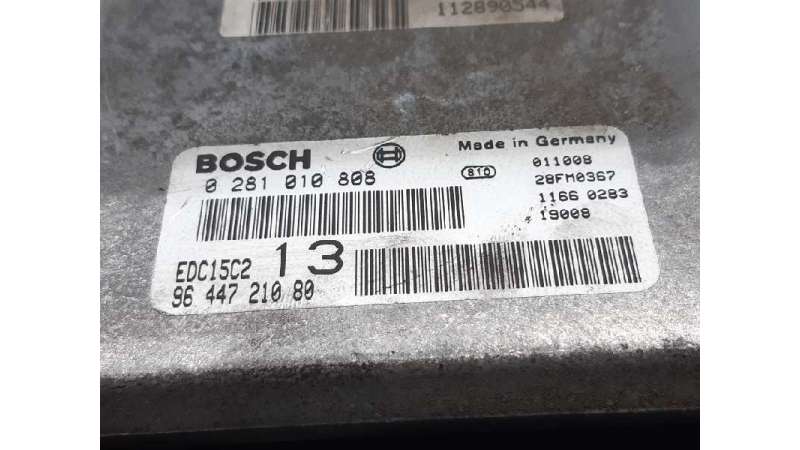 112890544
BOSCH
Made in Germany
0 281 010 808
810
011008
28FM0367
1166 0283
19008
EDC15C2 13
96 447 210 80